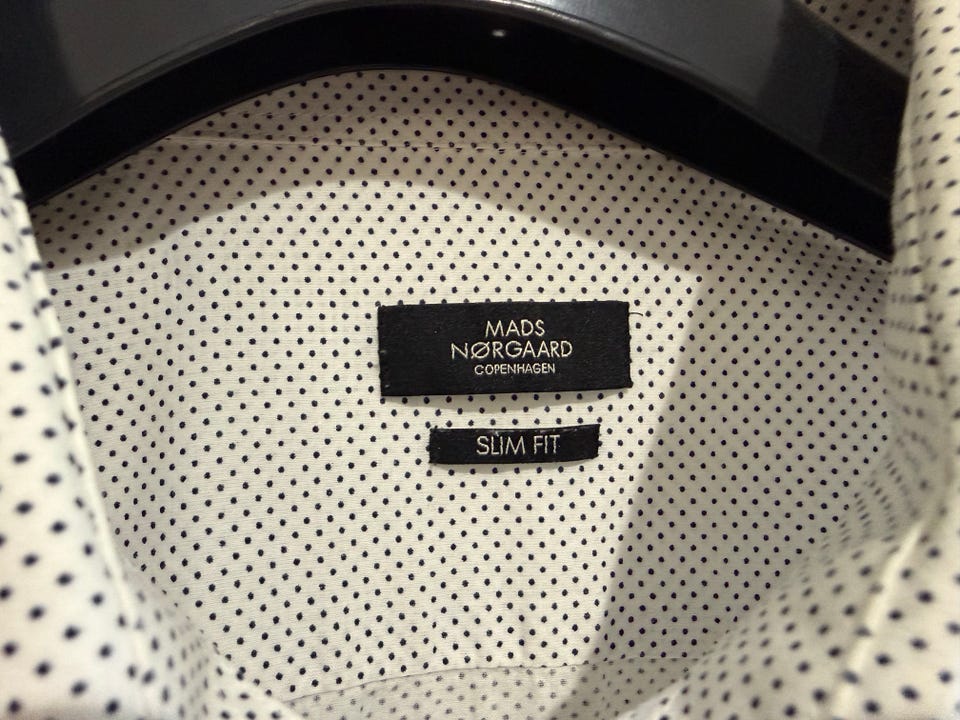 MADS
NØRGAARD
COPENHAGEN
SLIM FIT